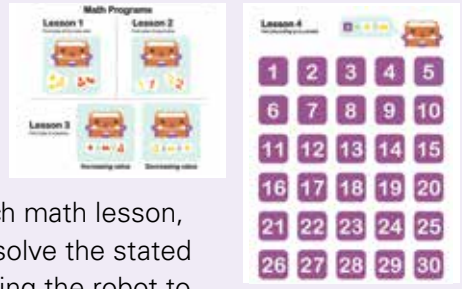 Math Programs
Lesson 1
Lesson 2
Lesson 3
Increasing value
Decreasing value
Lesson 4
1 2 3 4 5
6 7 8 9 10
11 12 13 14 15
16 17 18 19 20
21 22 23 24 25
26 27 28 29 30
ch math lesson,
solve the stated
ing the robot to